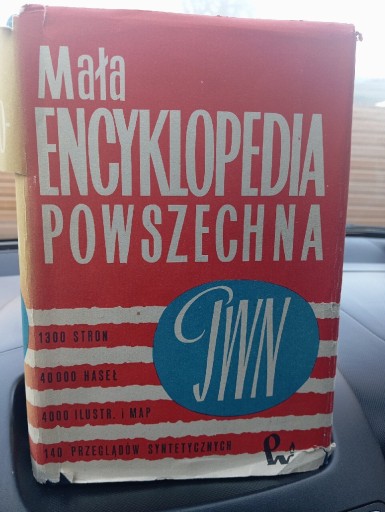 Mała
ENCYKLOPEDIA
POWSZECHNA
PWN
1300 STRON
40 000 HASEŁ
4000 ILUSTR. i MAP
140 PRZEGLĄDÓW SYNTETYCZNYCH